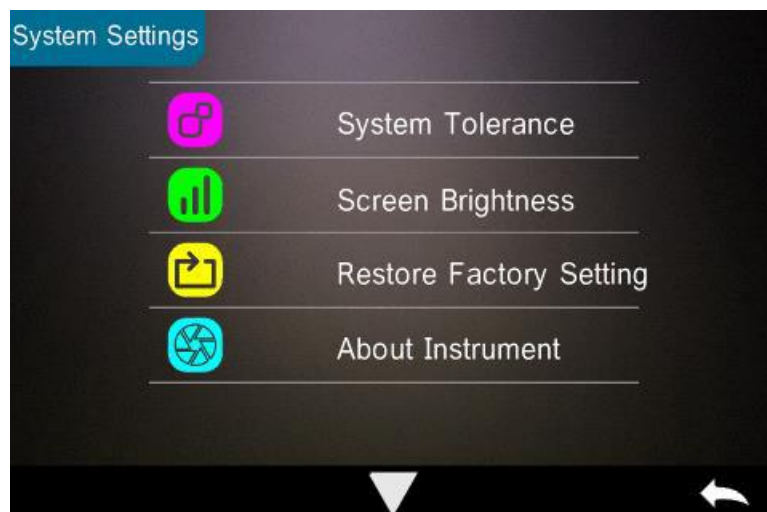 System Settings
System Tolerance
Screen Brightness
Restore Factory Setting
About Instrument